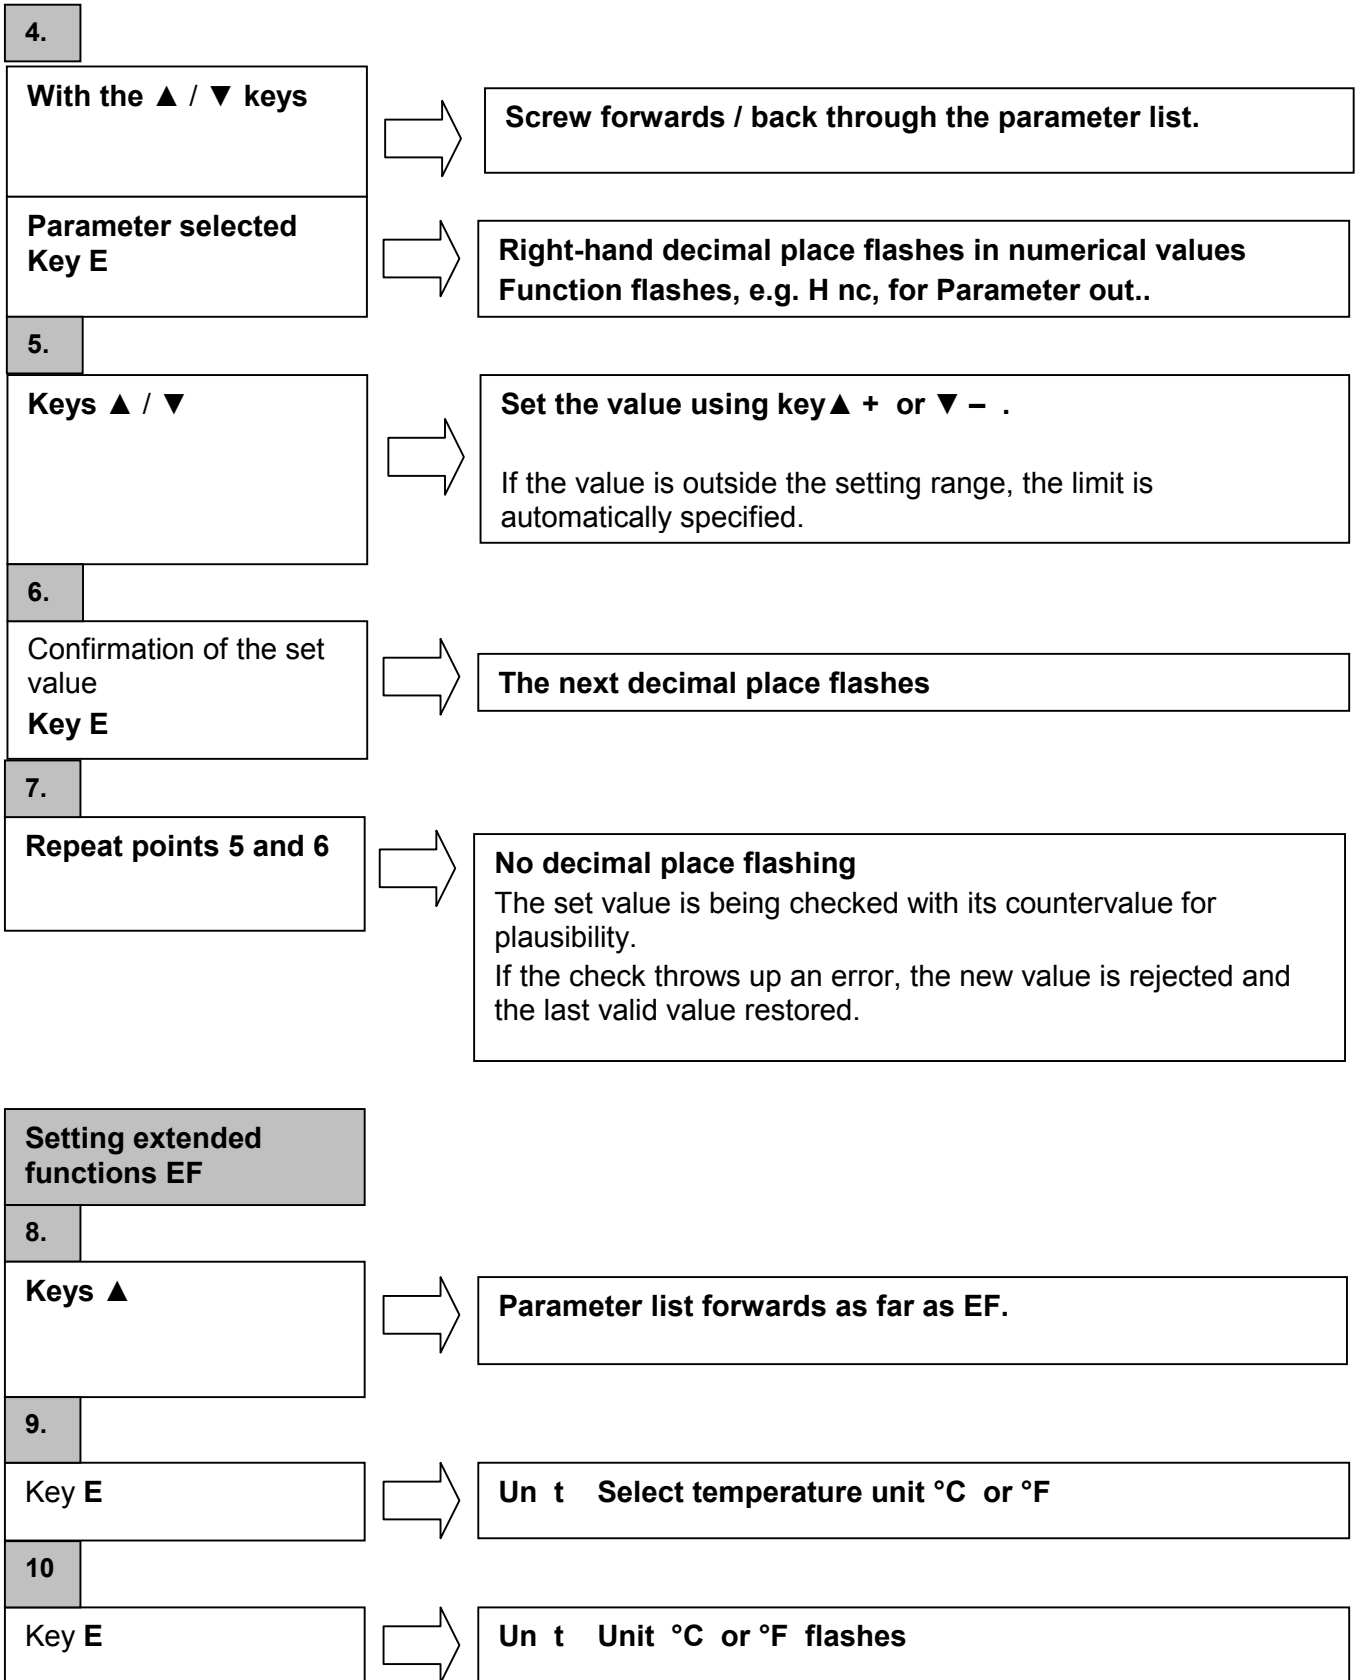 4.
With the ▲ / ▼ keys
Screw forwards / back through the parameter list.
Parameter selected
Key E
Right-hand decimal place flashes in numerical values
Function flashes, e.g. H nc, for Parameter out..
5.
Keys ▲ / ▼
Set the value using key▲ + or ▼ – .
If the value is outside the setting range, the limit is
automatically specified.
6.
Confirmation of the set
value
Key E
The next decimal place flashes
7.
Repeat points 5 and 6
No decimal place flashing
The set value is being checked with its countervalue for
plausibility.
If the check throws up an error, the new value is rejected and
the last valid value restored.
Setting extended
functions EF
8.
Keys ▲
Parameter list forwards as far as EF.
9.
Key E
Un t Select temperature unit °C or °F
10
Key E
Un t Unit °C or °F flashes